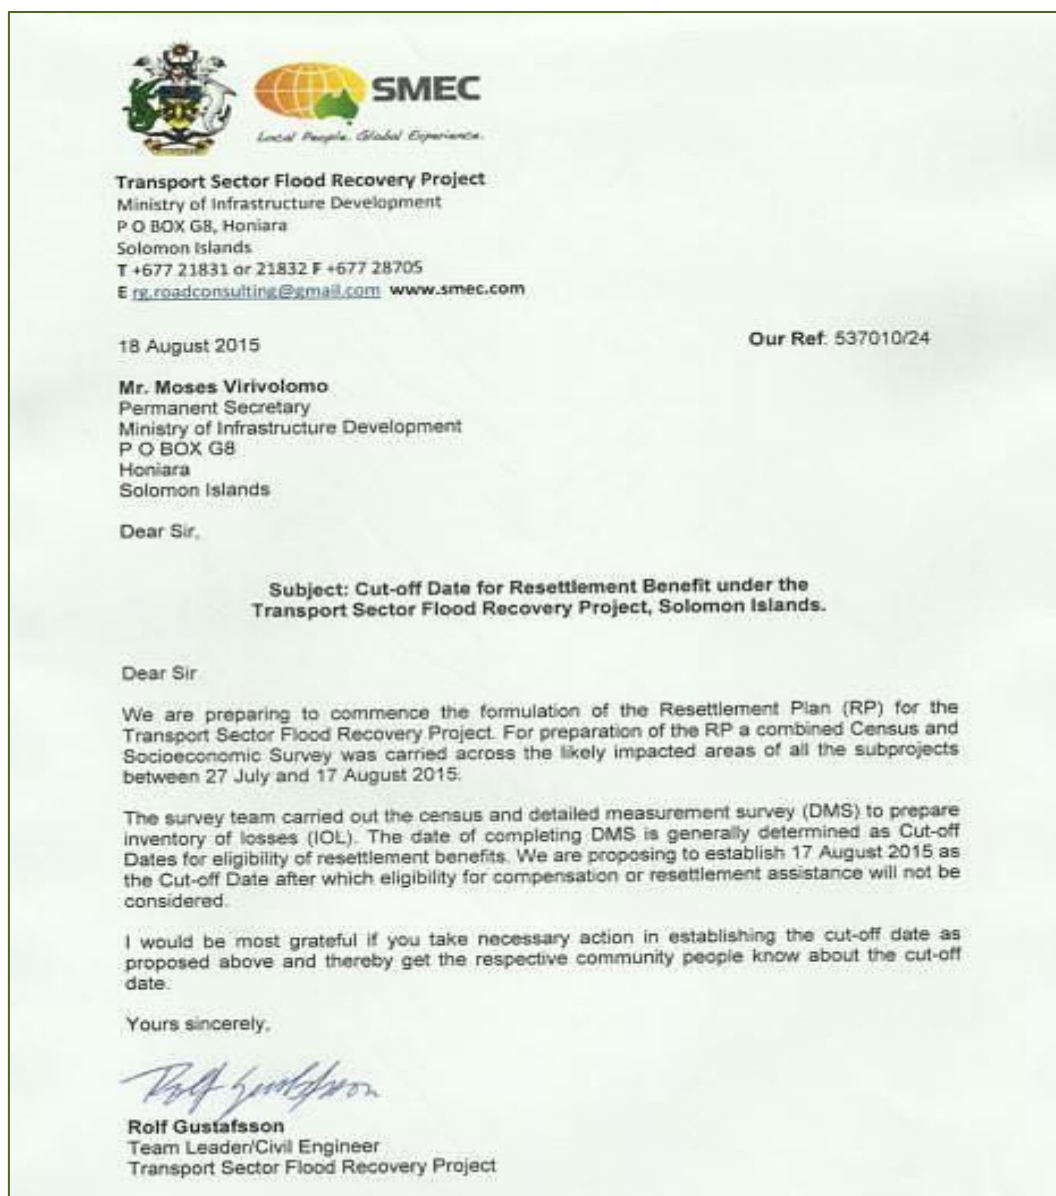 SMEC
Local People. Global Experience.
Transport Sector Flood Recovery Project
Ministry of Infrastructure Development
P O BOX G8, Honiara
Solomon Islands
T +677 21831 or 21832 F +677 28705
E rg.roadconsulting@gmail.com www.smec.com
18 August 2015
Our Ref: 537010/24
Mr. Moses Virivolomo
Permanent Secretary
Ministry of Infrastructure Development
P O BOX G8
Honiara
Solomon Islands
Dear Sir,
Subject: Cut-off Date for Resettlement Benefit under the
Transport Sector Flood Recovery Project, Solomon Islands.
Dear Sir
We are preparing to commence the formulation of the Resettlement Plan (RP) for the
Transport Sector Flood Recovery Project. For preparation of the RP a combined Census and
Socioeconomic Survey was carried across the likely impacted areas of all the subprojects
between 27 July and 17 August 2015.
The survey team carried out the census and detailed measurement survey (DMS) to prepare
inventory of losses (IOL). The date of completing DMS is generally determined as Cut-off
Dates for eligibility of resettlement benefits. We are proposing to establish 17 August 2015 as
the Cut-off Date after which eligibility for compensation or resettlement assistance will not be
considered.
I would be most grateful if you take necessary action in establishing the cut-off date as
proposed above and thereby get the respective community people know about the cut-off
date.
Yours sincerely,
Rolf Gustafsson
Rolf Gustafsson
Team Leader/Civil Engineer
Transport Sector Flood Recovery Project